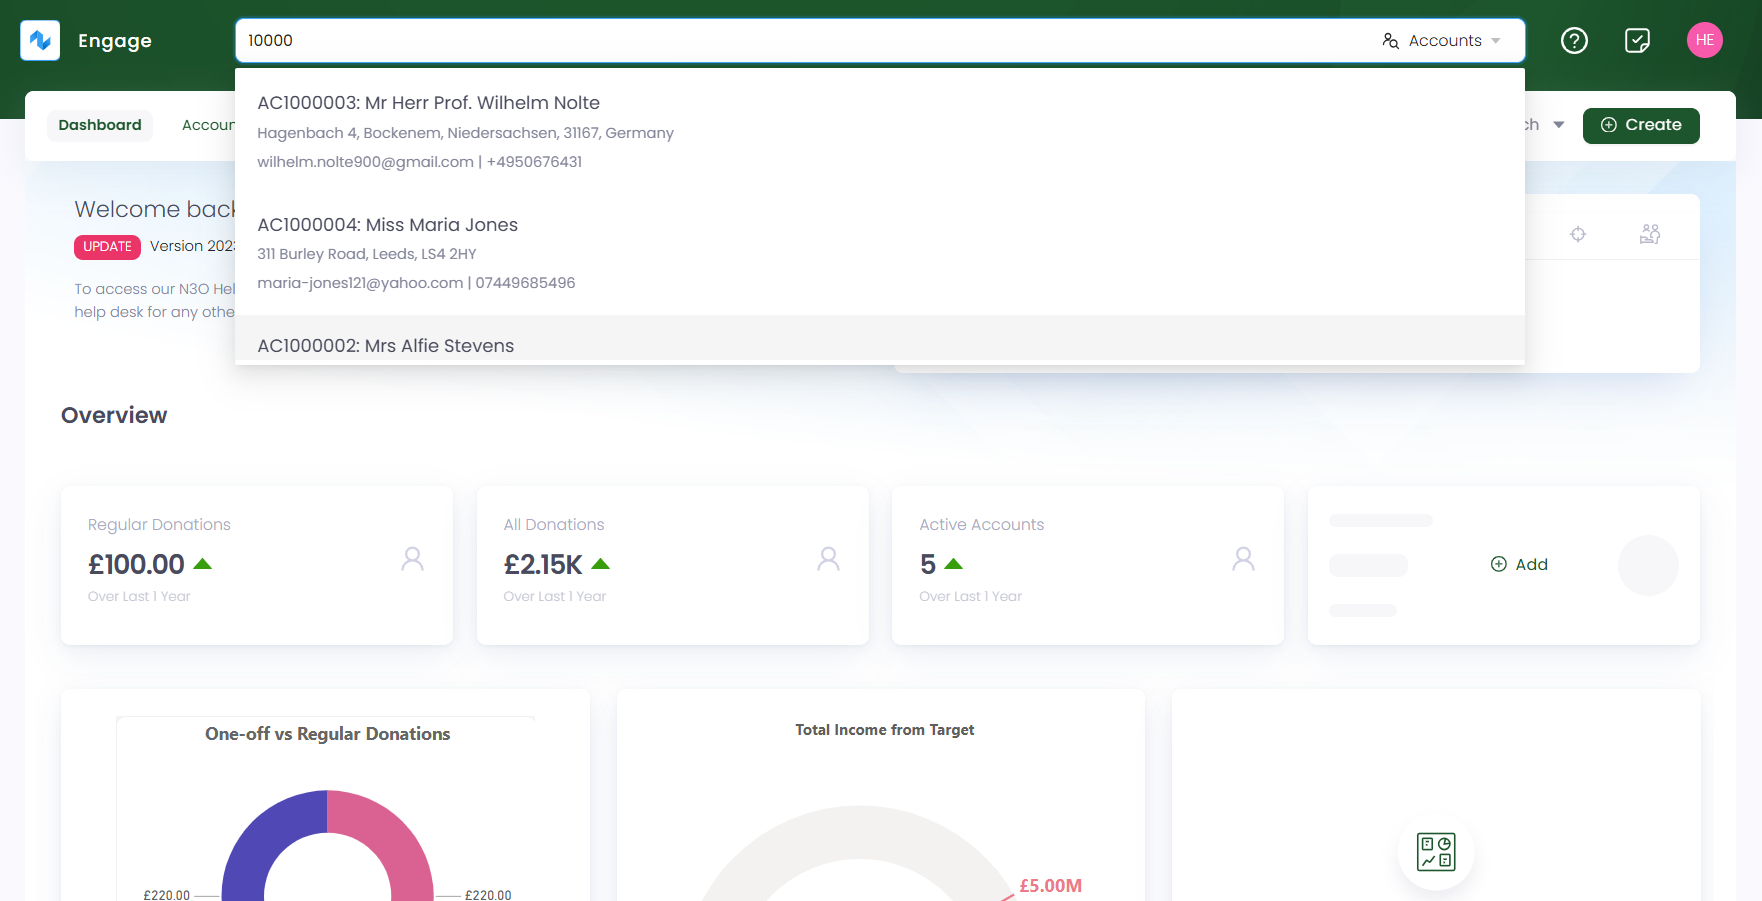 Engage
10000
Accounts
HE
AC1000003: Mr Herr Prof. Wilhelm Nolte
Hagenbach 4, Bockenem, Niedersachsen, 31167, Germany
wilhelm.nolte900@gmail.com | +4950676431
AC1000004: Miss Maria Jones
311 Burley Road, Leeds, LS4 2HY
maria-jones121@yahoo.com | 07449685496
AC1000002: Mrs Alfie Stevens
Dashboard
Accoun
ch
Create
Welcome back
UPDATE Version 202
To access our N3O Hel
help desk for any othe
Overview
Regular Donations
£100.00
Over Last 1 Year
All Donations
£2.15K
Over Last 1 Year
Active Accounts
5
Over Last 1 Year
Add
One-off vs Regular Donations
£220.00
£220.00
Total Income from Target
£5.00M